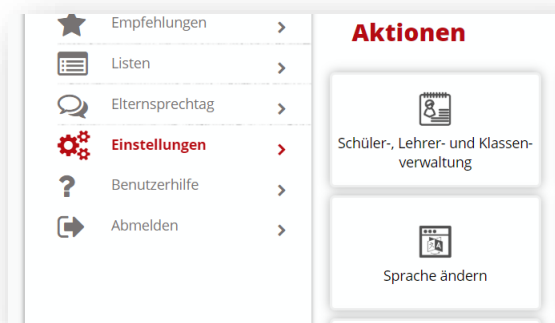 Empfehlungen
Listen
Elternsprechtag
Einstellungen
Benutzerhilfe
Abmelden
Aktionen
Schüler-, Lehrer- und Klassen-
verwaltung
Sprache ändern